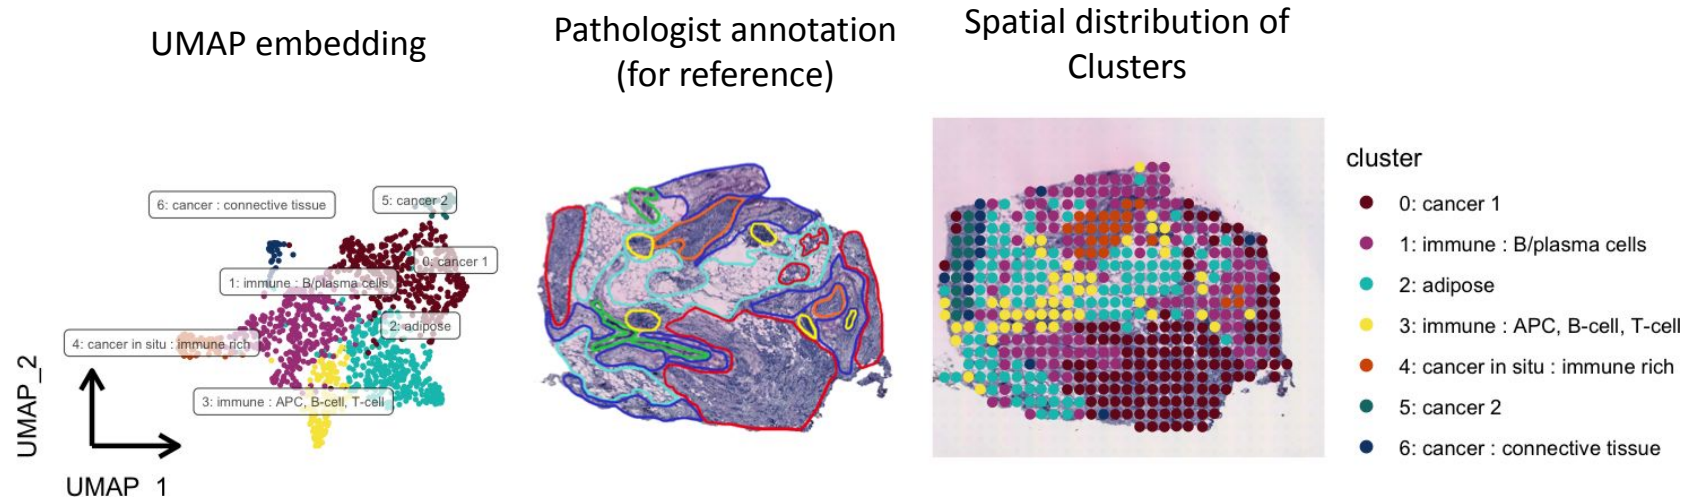 UMAP embedding
Pathologist annotation
(for reference)
Spatial distribution of
Clusters
6: cancer : connective tissue
5: cancer 2
0: cancer 1
1: immune : B/plasma cells
2: adipose
4: cancer in situ : immune rich
3: immune : APC, B-cell, T-cell
UMAP_2
UMAP_1
cluster
0: cancer 1
1: immune : B/plasma cells
2: adipose
3: immune : APC, B-cell, T-cell
4: cancer in situ : immune rich
5: cancer 2
6: cancer : connective tissue